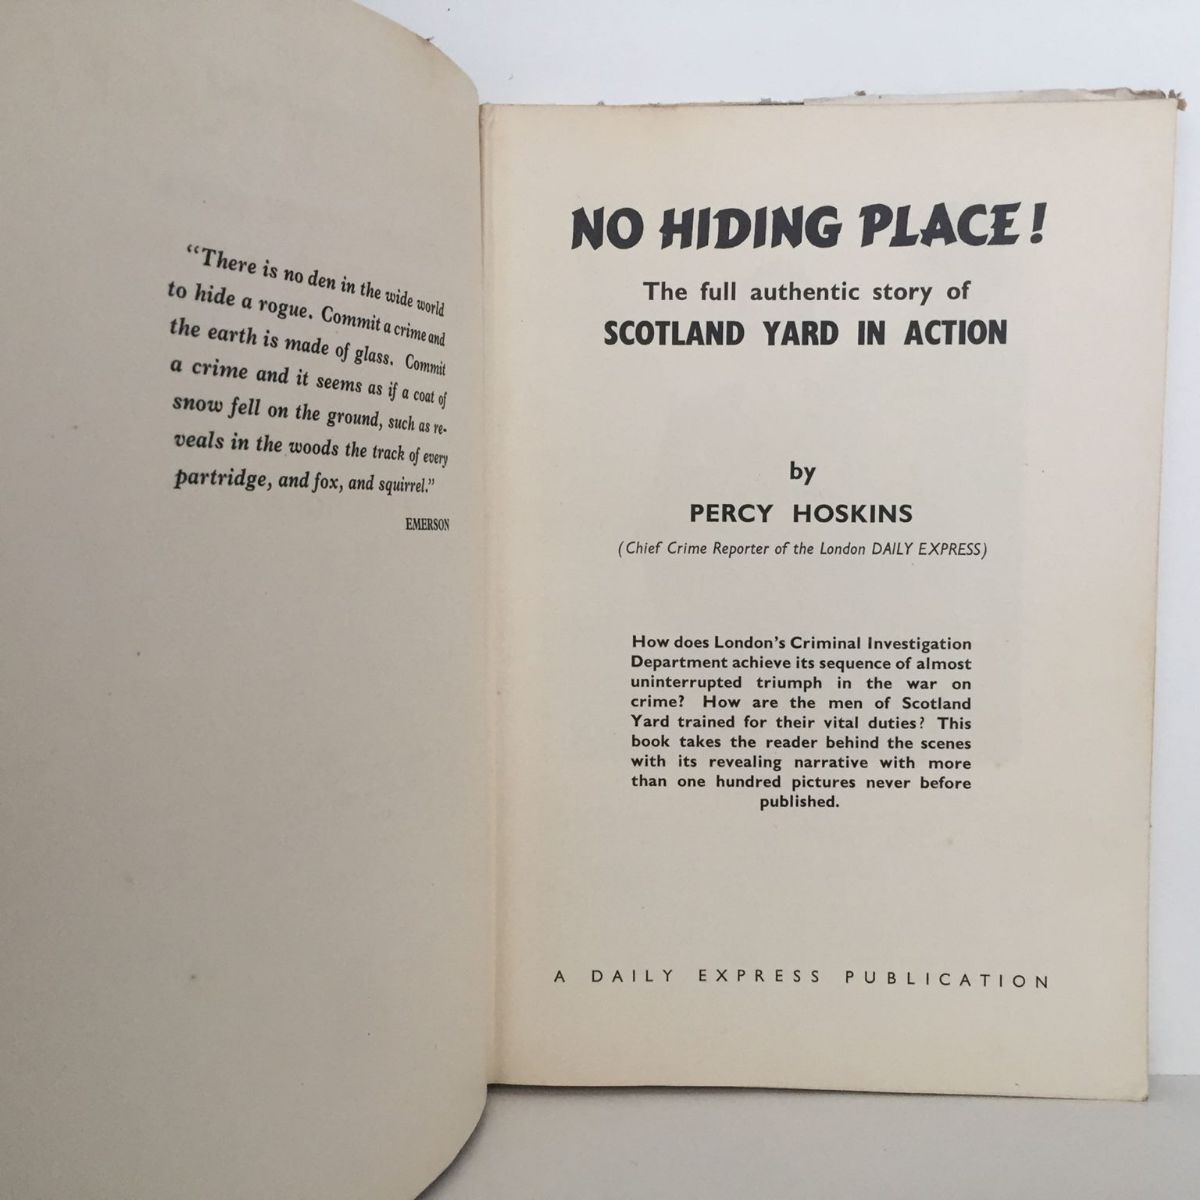 “There is no den in the wide world
to hide a rogue. Commit a crime and
the earth is made of glass. Commit
a crime and it seems as if a coat of
snow fell on the ground, such as re-
veals in the woods the track of every
partridge, and fox, and squirrel.”
EMERSON
NO HIDING PLACE!
The full authentic story of
SCOTLAND YARD IN ACTION
by
PERCY HOSKINS
(Chief Crime Reporter of the London DAILY EXPRESS)
How does London's Criminal Investigation
Department achieve its sequence of almost
uninterrupted triumph in the war on
crime? How are the men of Scotland
Yard trained for their vital duties? This
book takes the reader behind the scenes
with its revealing narrative with more
than one hundred pictures never before
published.
A DAILY EXPRESS PUBLICATION